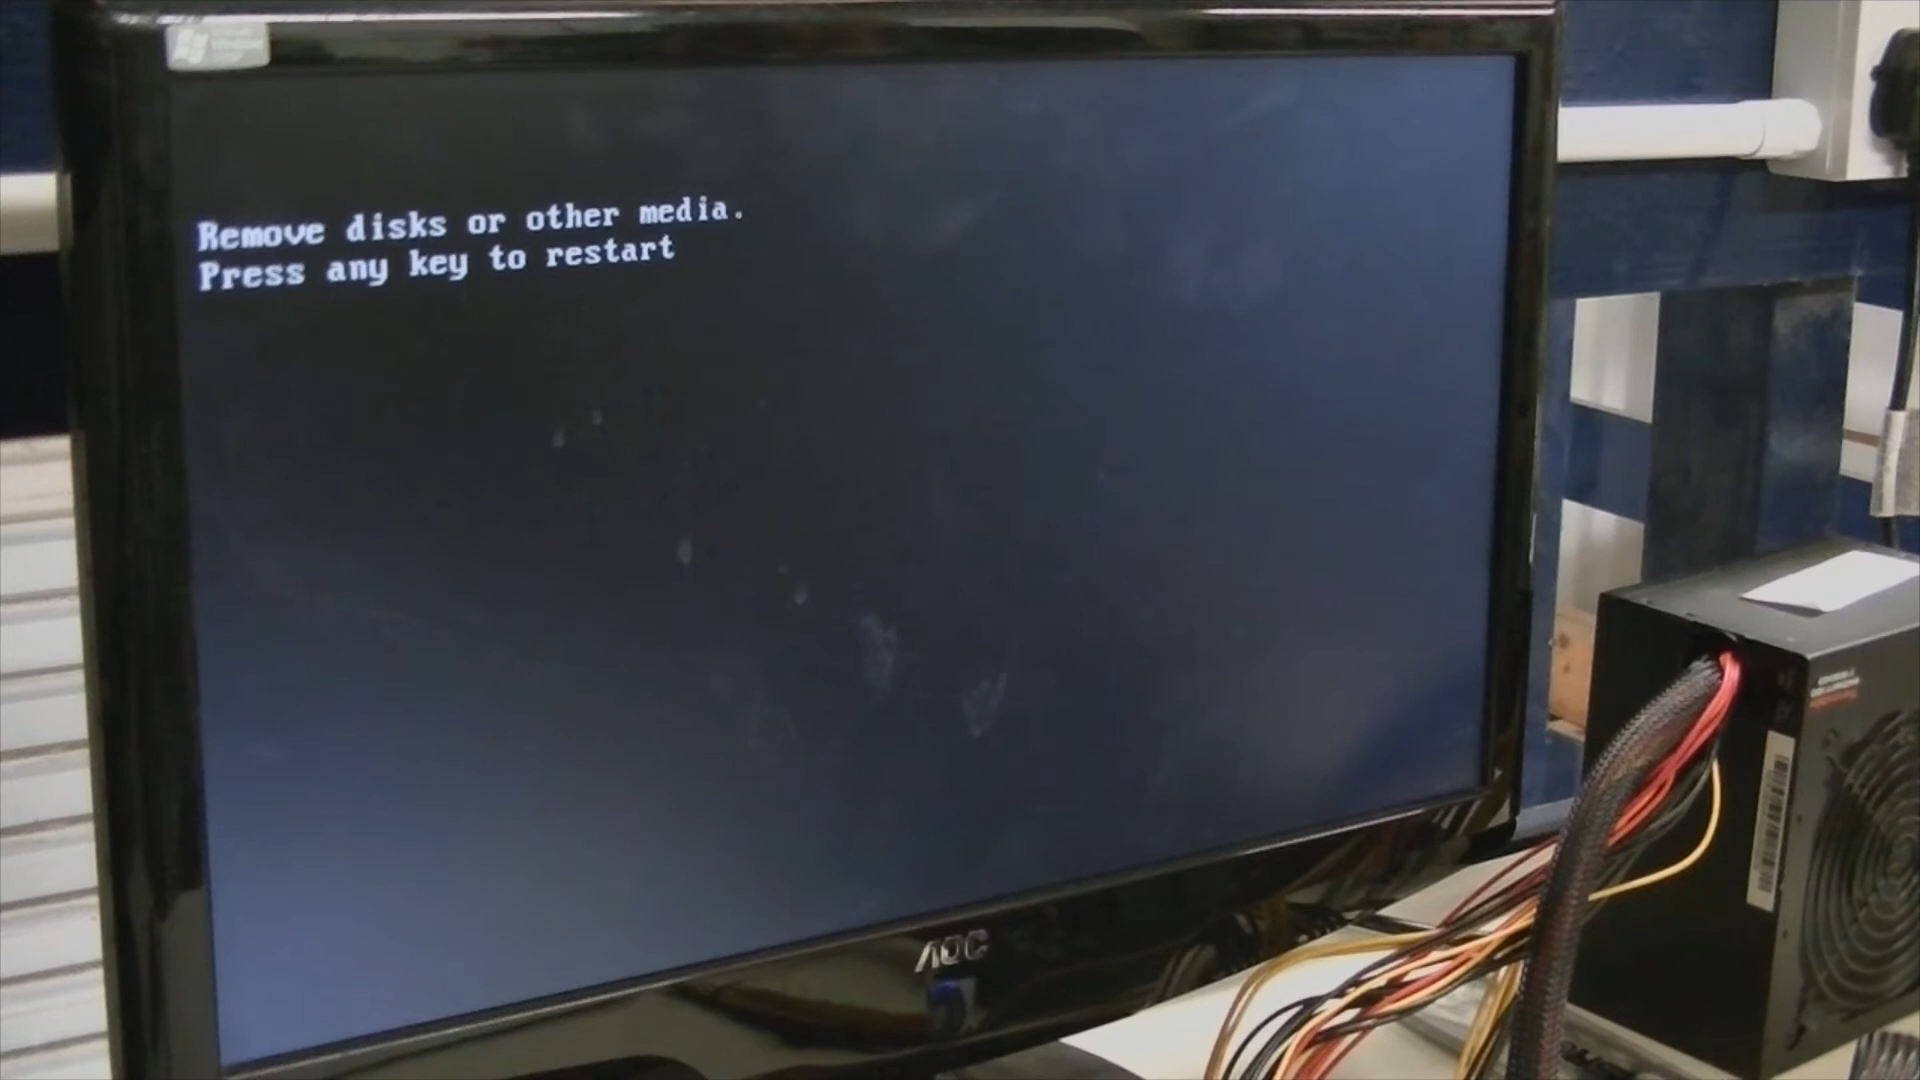 Remove disks or other media.
Press any key to restart
AOC